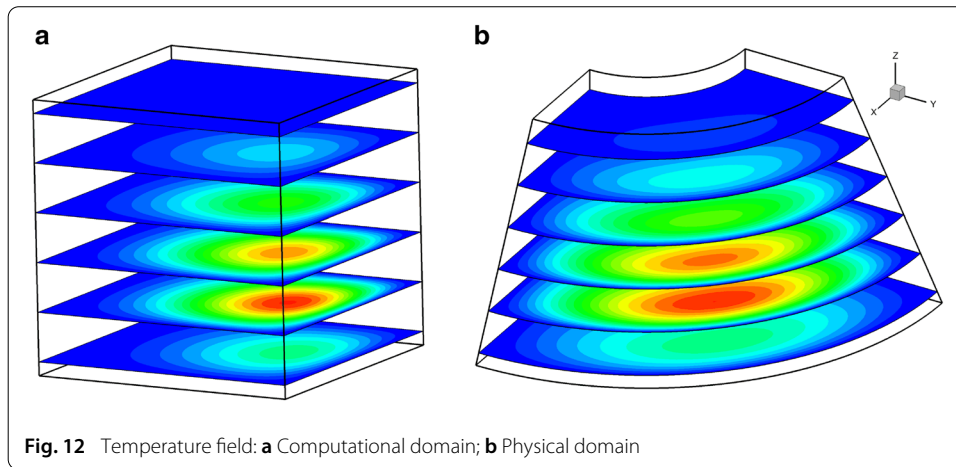 a
b
Z
X
Y
Fig. 12 Temperature field: a Computational domain; b Physical domain